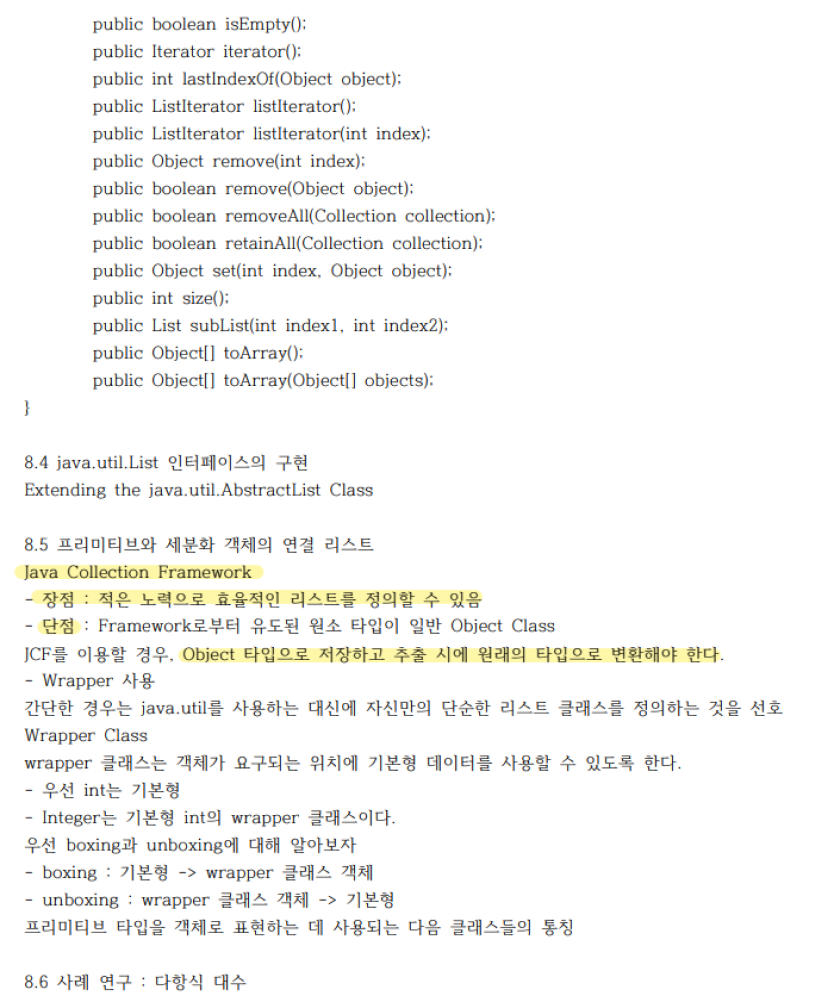 public boolean isEmpty();
public Iterator iterator();
public int lastIndexOf(Object object);
public ListIterator listIterator();
public ListIterator listIterator(int index);
public Object remove(int index);
public boolean remove(Object object);
public boolean removeAll(Collection collection);
public boolean retainAll(Collection collection);
public Object set(int index, Object object);
public int size();
public List subList(int index1, int index2);
public Object[] toArray();
public Object[] toArray(Object[] objects);
}
8.4 java.util.List 인터페이스의 구현
Extending the java.util.AbstractList Class
8.5 프리미티브와 세분화 객체의 연결 리스트
Java Collection Framework
- 장점 : 적은 노력으로 효율적인 리스트를 정의할 수 있음
- 단점 : Framework로부터 유도된 원소 타입이 일반 Object Class
JCF를 이용할 경우, Object 타입으로 저장하고 추출 시에 원래의 타입으로 변환해야 한다.
- Wrapper 사용
간단한 경우는 java.util를 사용하는 대신에 자신만의 단순한 리스트 클래스를 정의하는 것을 선호
Wrapper Class
wrapper 클래스는 객체가 요구되는 위치에 기본형 데이터를 사용할 수 있도록 한다.
- 우선 int는 기본형
- Integer는 기본형 int의 wrapper 클래스이다.
우선 boxing과 unboxing에 대해 알아보자
- boxing : 기본형 -> wrapper 클래스 객체
- unboxing : wrapper 클래스 객체 -> 기본형
프리미티브 타입을 객체로 표현하는 데 사용되는 다음 클래스들의 통칭
8.6 사례 연구 : 다항식 대수